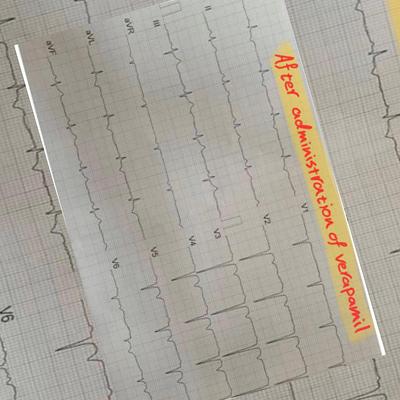 After administration of verapamil
II
III
aVR
aVL
aVF
V1
V2
V3
V4
V5
V6
V6